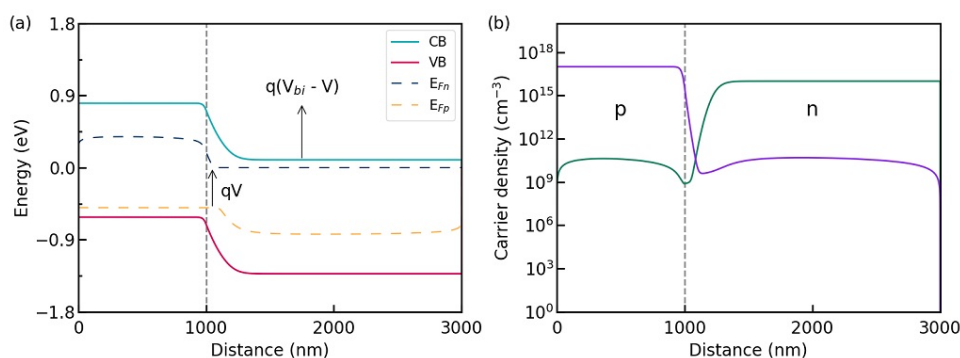 (a)
1.8
0.9
0.0
−0.9
−1.8
Energy (eV)
0
1000
2000
3000
Distance (nm)
CB
VB
E_Fn
E_Fp
q(V_bi - V)
qV
(b)
10^18
10^15
10^12
10^9
10^6
10^3
10^0
Carrier density (cm^−3)
0
1000
2000
3000
Distance (nm)
p
n